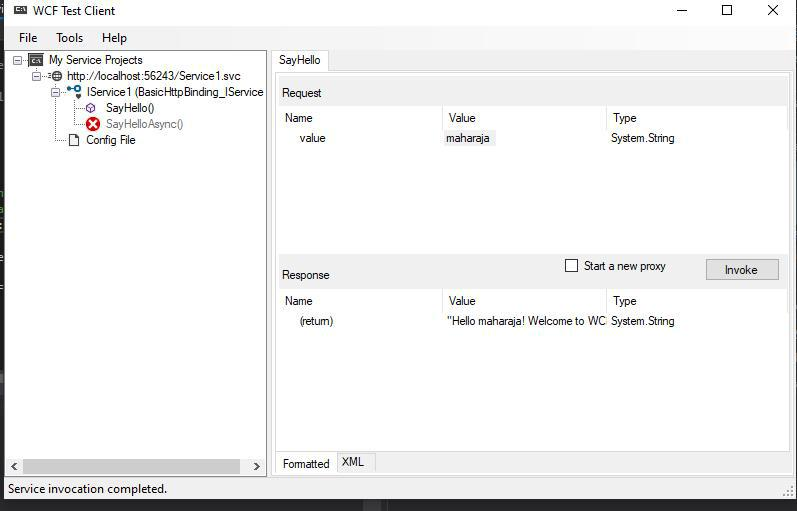 WCF Test Client
File Tools Help
My Service Projects
http://localhost:56243/Service1.svc
IService1 (BasicHttpBinding_IService
SayHello()
SayHelloAsync()
Config File
SayHello
Request
Name Value Type
value maharaja System.String
Response
Start a new proxy
Invoke
Name Value Type
(return) "Hello maharaja! Welcome to WC System.String
Formatted XML
Service invocation completed.